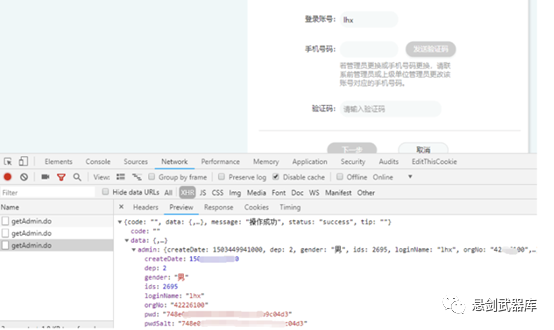 登录账号： lhx
手机号码： 发送验证码
若管理员更换或手机号码更换，请联
系前管理员或上级单位管理员更改该
账号对应的手机号码。
验证码： 请输入验证码
下一步 取消
Elements Console Sources Network Performance Memory Application Security Audits EditThisCookie
View: Group by frame Preserve log Disable cache Offline Online
Filter Hide data URLs All XHR JS CSS Img Media Font Doc WS Manifest Other
Name × Headers Preview Response Cookies Timing
getAdmin.do
getAdmin.do
getAdmin.do
▼{code: "", data: {,…}, message: "操作成功", status: "success", tip: ""}
code: ""
▼data: {,…}
▼admin: {createDate: 1503449941000, dep: 2, gender: "男", ids: 2695, loginName: "lhx", orgNo: "42 00",…
createDate: 150 0
dep: 2
gender: "男"
ids: 2695
loginName: "lhx"
orgNo: "42226100"
pwd: "748e 9c04d3"
pwdSalt: "748e :04d3"
悬剑武器库